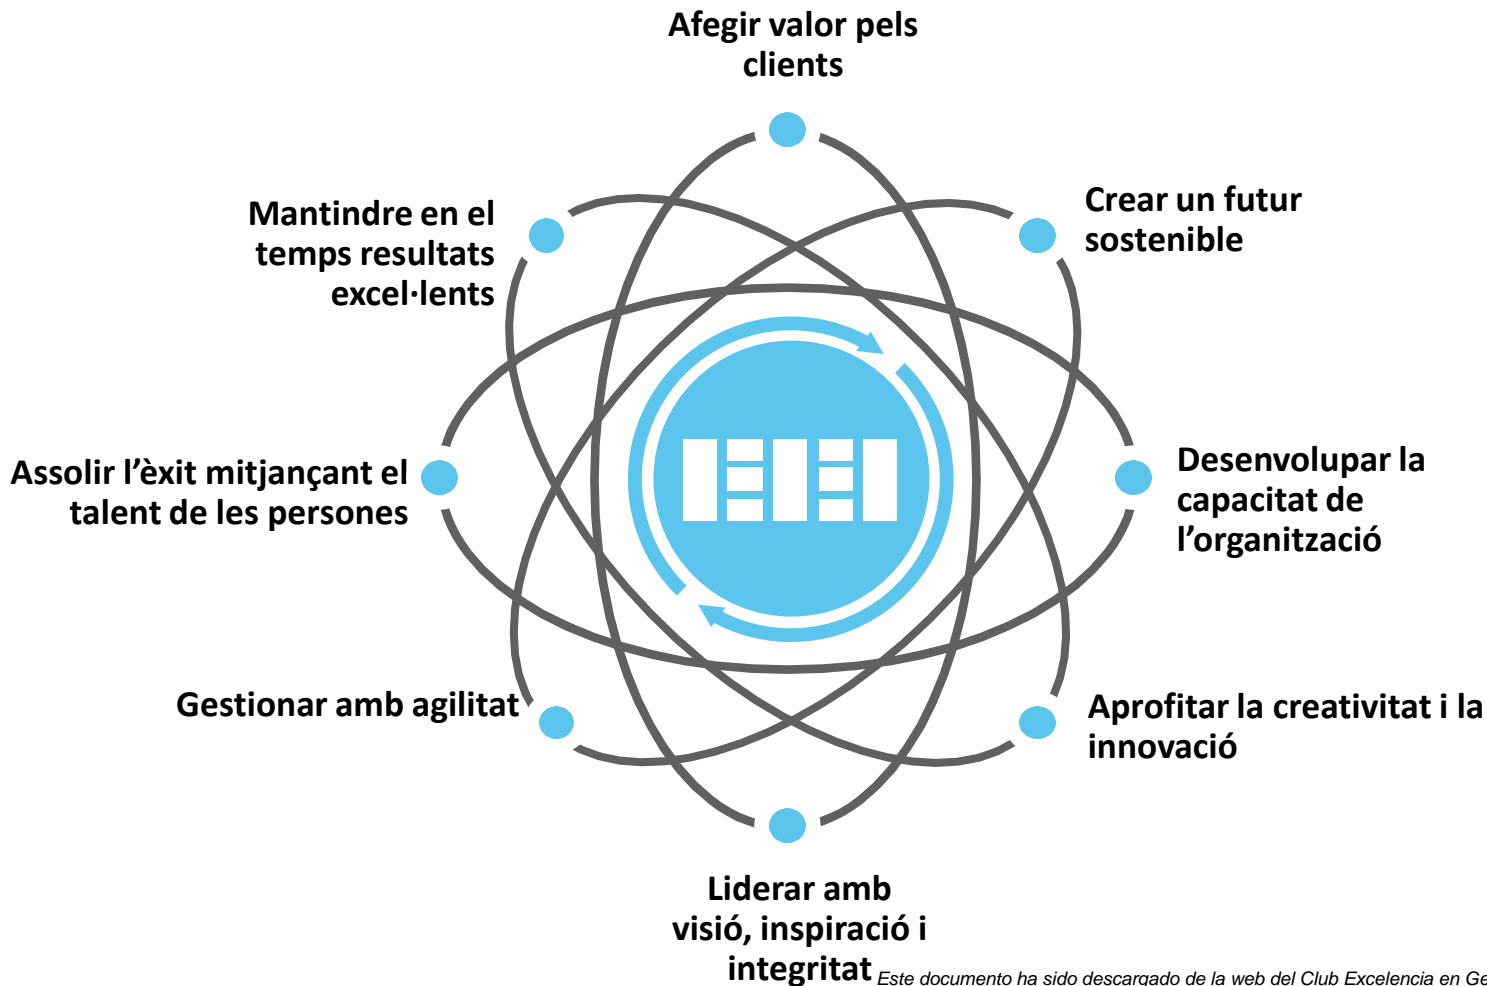 Afegir valor pels
clients
Crear un futur
sostenible
Mantindre en el
temps resultats
excel·lents
Desenvolupar la
capacitat de
l’organització
Assolir l’èxit mitjançant el
talent de les persones
Gestionar amb agilitat
Aprofitar la creativitat i la
innovació
Liderar amb
visió, inspiració i
integritat
Este documento ha sido descargado de la web del Club Excelencia en Ge